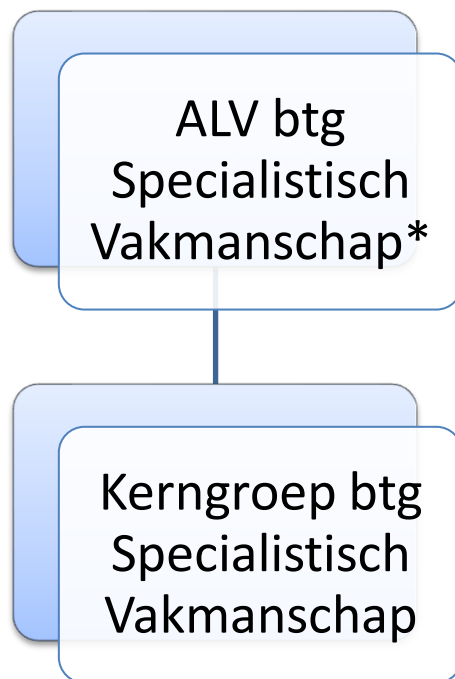 ALV btg
Specialistisch
Vakmanschap*
Kerngroep btg
Specialistisch
Vakmanschap